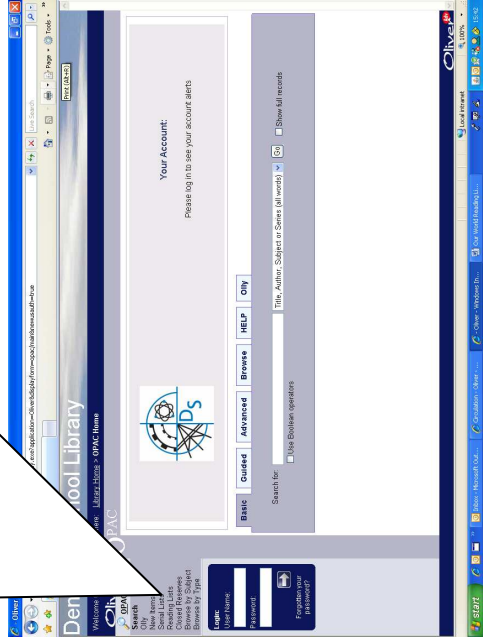 Oliver
Live Search
Page
Tools
Print (Alt+R)
ool Library
Welcome
Library Home > OPAC Home
OPAC
Search
Olly
New Items
Serial List
Reading Lists
Closed Reserves
Browse by Subject
Browse by Type
Login:
User Name:
Password:
Forgotten your
password?
DS
Your Account:
Please log in to see your account alerts
Basic
Guided
Advanced
Browse
HELP
Olly
Search for:
Title, Author, Subject or Series (all words)
Go
Use Boolean operators
Show full records
Oliver
Local intranet
100%
start
Inbox - Microsoft Out...
Circulation - Oliver - ...
- Oliver - Windows In...
Our World Reading Li...
15:42